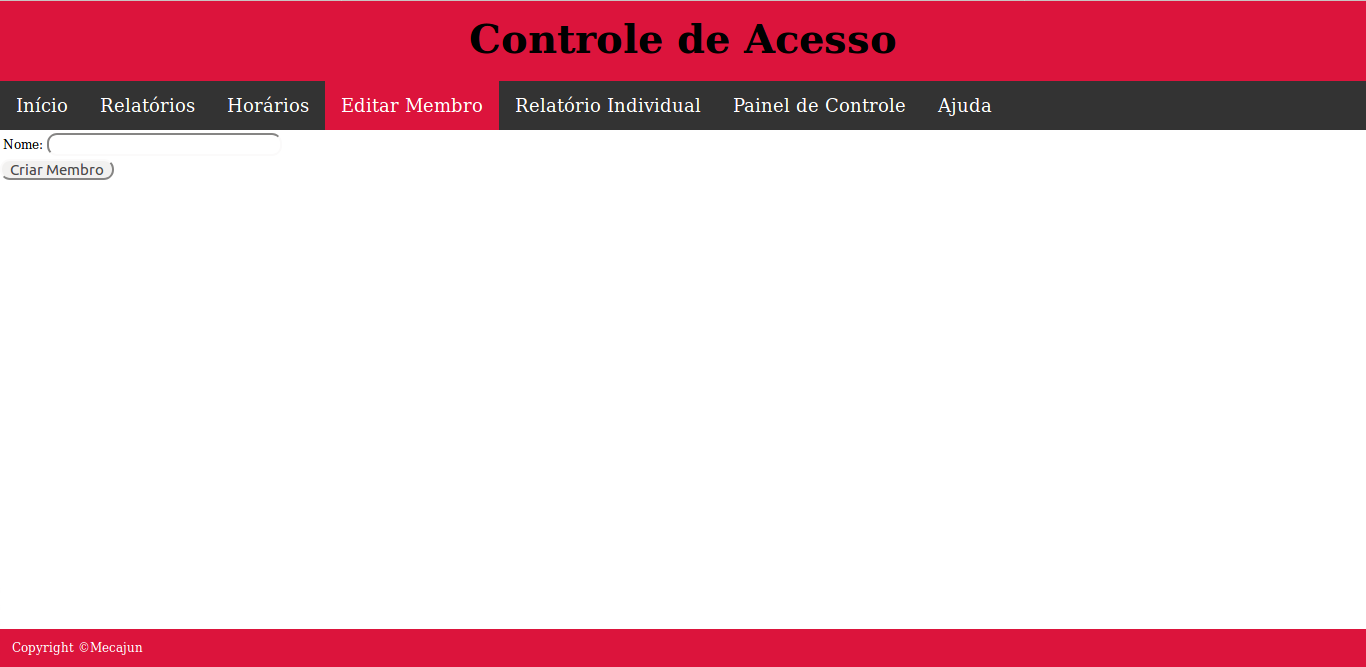 Controle de Acesso
Início Relatórios Horários Editar Membro Relatório Individual Painel de Controle Ajuda
Nome:
Criar Membro
Copyright ©Mecajun